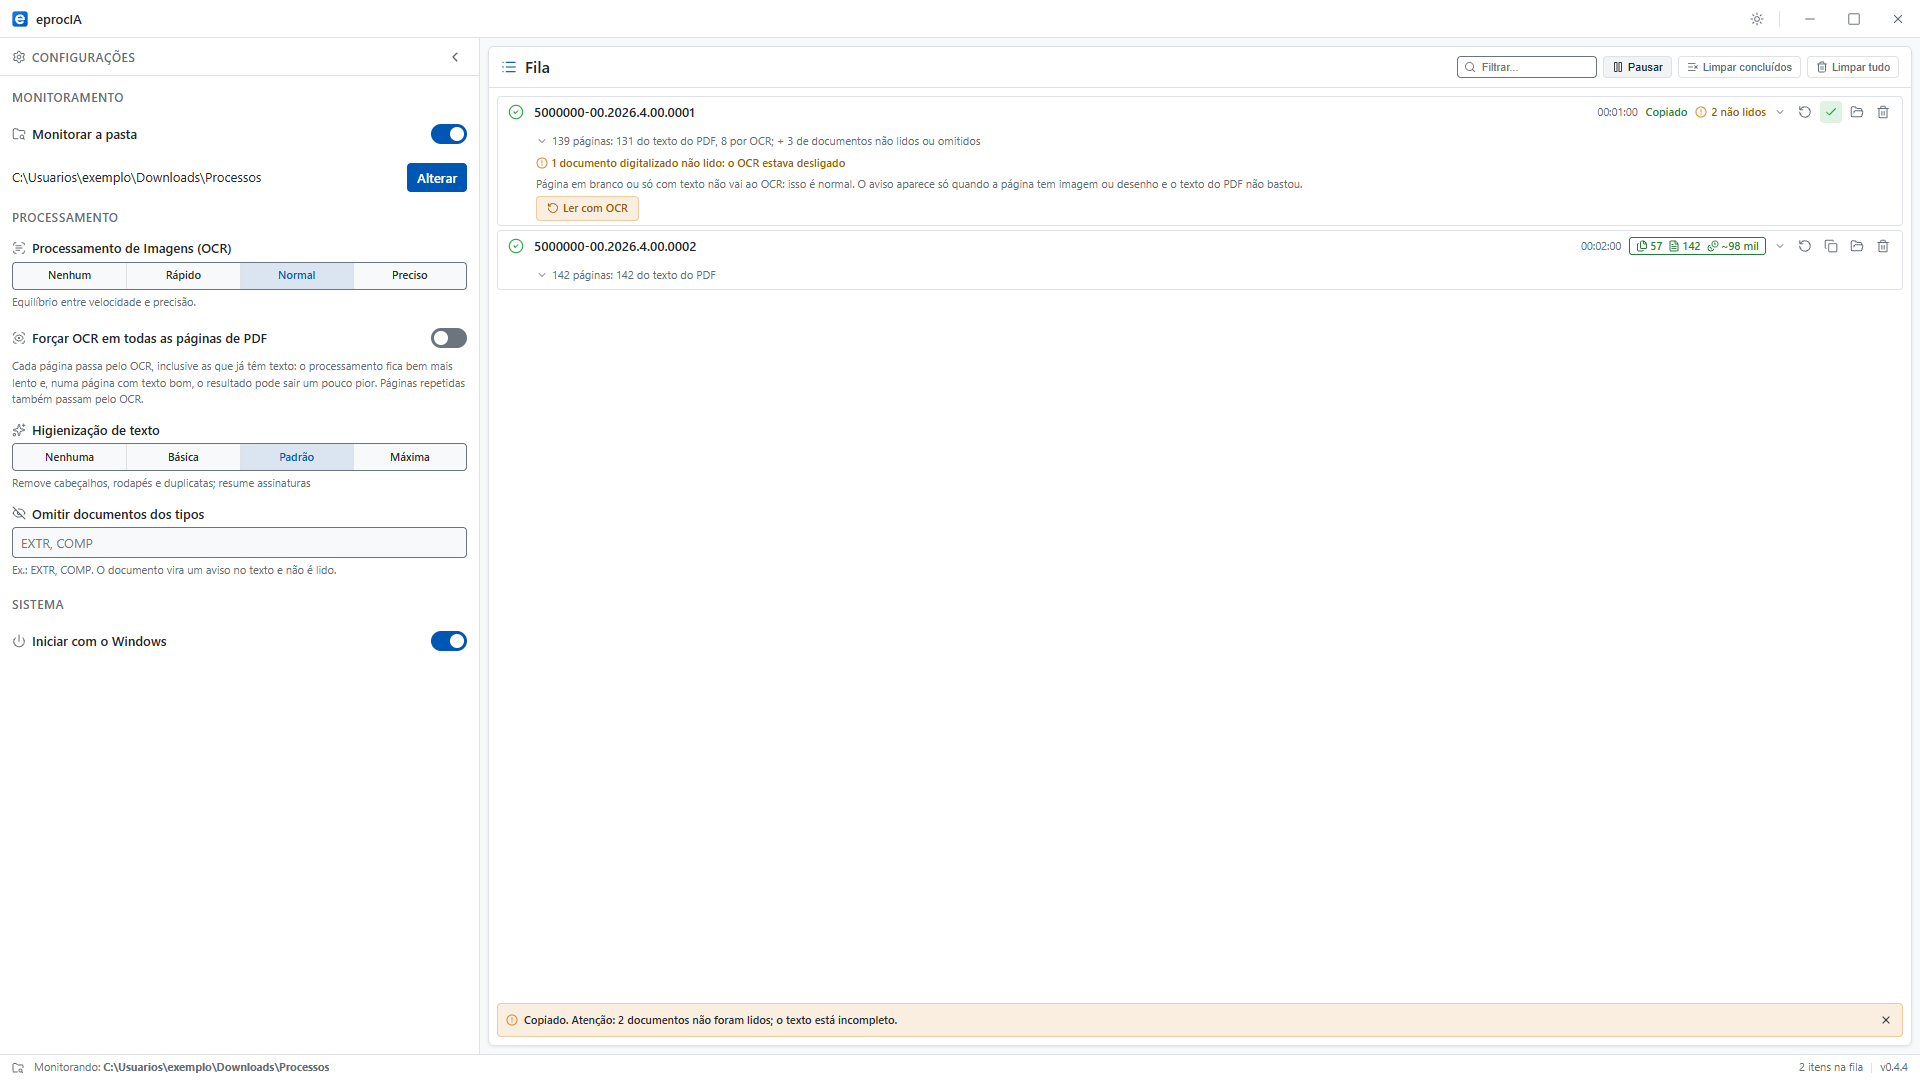 eprocIA
CONFIGURAÇÕES
MONITORAMENTO
Monitorar a pasta
C:\Usuarios\exemplo\Downloads\Processos
Alterar
PROCESSAMENTO
Processamento de Imagens (OCR)
Nenhum Rápido Normal Preciso
Equilíbrio entre velocidade e precisão.
Forçar OCR em todas as páginas de PDF
Cada página passa pelo OCR, inclusive as que já têm texto: o processamento fica bem mais
lento e, numa página com texto bom, o resultado pode sair um pouco pior. Páginas repetidas
também passam pelo OCR.
Higienização de texto
Nenhuma Básica Padrão Máxima
Remove cabeçalhos, rodapés e duplicatas; resume assinaturas
Omitir documentos dos tipos
EXTR, COMP
Ex.: EXTR, COMP. O documento vira um aviso no texto e não é lido.
SISTEMA
Iniciar com o Windows
Fila
Filtrar...
Pausar
Limpar concluídos
Limpar tudo
5000000-00.2026.4.00.0001
00:01:00 Copiado 2 não lidos
139 páginas: 131 do texto do PDF, 8 por OCR; + 3 de documentos não lidos ou omitidos
1 documento digitalizado não lido: o OCR estava desligado
Página em branco ou só com texto não vai ao OCR: isso é normal. O aviso aparece só quando a página tem imagem ou desenho e o texto do PDF não bastou.
Ler com OCR
5000000-00.2026.4.00.0002
00:02:00 57 142 ~98 mil
142 páginas: 142 do texto do PDF
Copiado. Atenção: 2 documentos não foram lidos; o texto está incompleto.
Monitorando: C:\Usuarios\exemplo\Downloads\Processos
2 itens na fila
v0.4.4